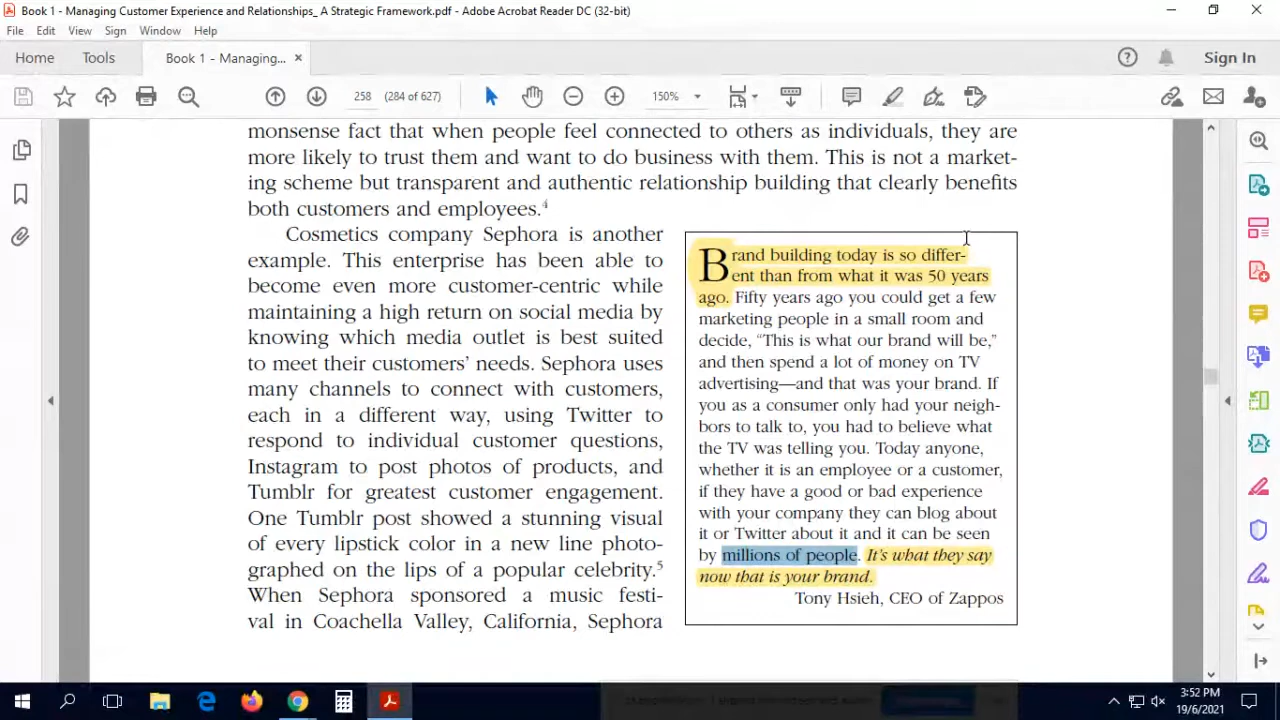 Book 1 - Managing Customer Experience and Relationships_ A Strategic Framework.pdf - Adobe Acrobat Reader DC (32-bit)
File Edit View Sign Window Help
Home Tools Book 1 - Managing... ×
Sign In
258 (284 of 627) 150%
monsense fact that when people feel connected to others as individuals, they are
more likely to trust them and want to do business with them. This is not a market-
ing scheme but transparent and authentic relationship building that clearly benefits
both customers and employees.4
Cosmetics company Sephora is another
example. This enterprise has been able to
become even more customer-centric while
maintaining a high return on social media by
knowing which media outlet is best suited
to meet their customers' needs. Sephora uses
many channels to connect with customers,
each in a different way, using Twitter to
respond to individual customer questions,
Instagram to post photos of products, and
Tumblr for greatest customer engagement.
One Tumblr post showed a stunning visual
of every lipstick color in a new line photo-
graphed on the lips of a popular celebrity.5
When Sephora sponsored a music festi-
val in Coachella Valley, California, Sephora
Brand building today is so differ-
ent than from what it was 50 years
ago. Fifty years ago you could get a few
marketing people in a small room and
decide, “This is what our brand will be,”
and then spend a lot of money on TV
advertising—and that was your brand. If
you as a consumer only had your neigh-
bors to talk to, you had to believe what
the TV was telling you. Today anyone,
whether it is an employee or a customer,
if they have a good or bad experience
with your company they can blog about
it or Twitter about it and it can be seen
by millions of people. It's what they say
now that is your brand.
Tony Hsieh, CEO of Zappos
3:52 PM
19/6/2021